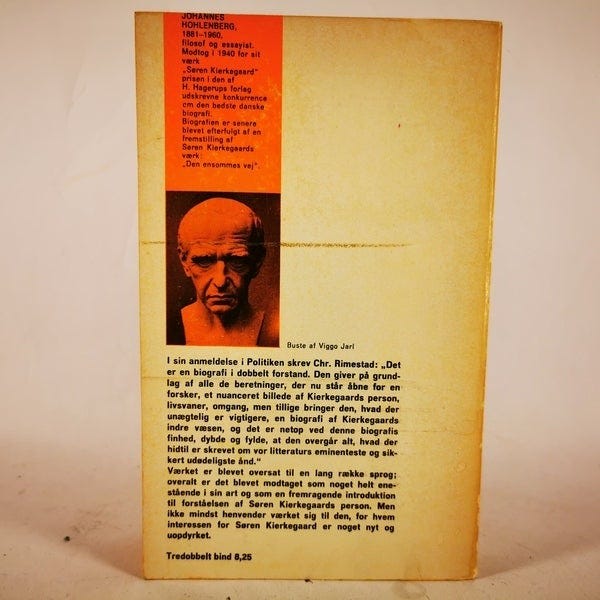 JOHANNES
HOHLENBERG,
1881–1960,
filosof og essayist.
Modtog i 1940 for sit
værk
„Søren Kierkegaard”
prisen i den af
H. Hagerups forlag
udskrevne konkurrence
om den bedste danske
biografi.
Biografien er senere
blevet efterfulgt af en
fremstilling af
Søren Kierkegaards
værk:
„Den ensommes vej”.
Buste af Viggo Jarl
I sin anmeldelse i Politiken skrev Chr. Rimestad: „Det
er en biografi i dobbelt forstand. Den giver på grund-
lag af alle de beretninger, der nu står åbne for en
forsker, et nuanceret billede af Kierkegaards person,
livsvaner, omgang, men tillige bringer den, hvad der
unægtelig er vigtigere, en biografi af Kierkegaards
indre væsen, og det er netop ved denne biografis
finhed, dybde og fylde, at den overgår alt, hvad der
hidtil er skrevet om vor litteraturs eminenteste og sik-
kert udødeligste ånd.“
Værket er blevet oversat til en lang række sprog;
overalt er det blevet modtaget som noget helt ene-
stående i sin art og som en fremragende introduktion
til forståelsen af Søren Kierkegaards person. Men
ikke mindst henvender værket sig til den, for hvem
interessen for Søren Kierkegaard er noget nyt og
uopdyrket.
Tredobbelt bind 8,25